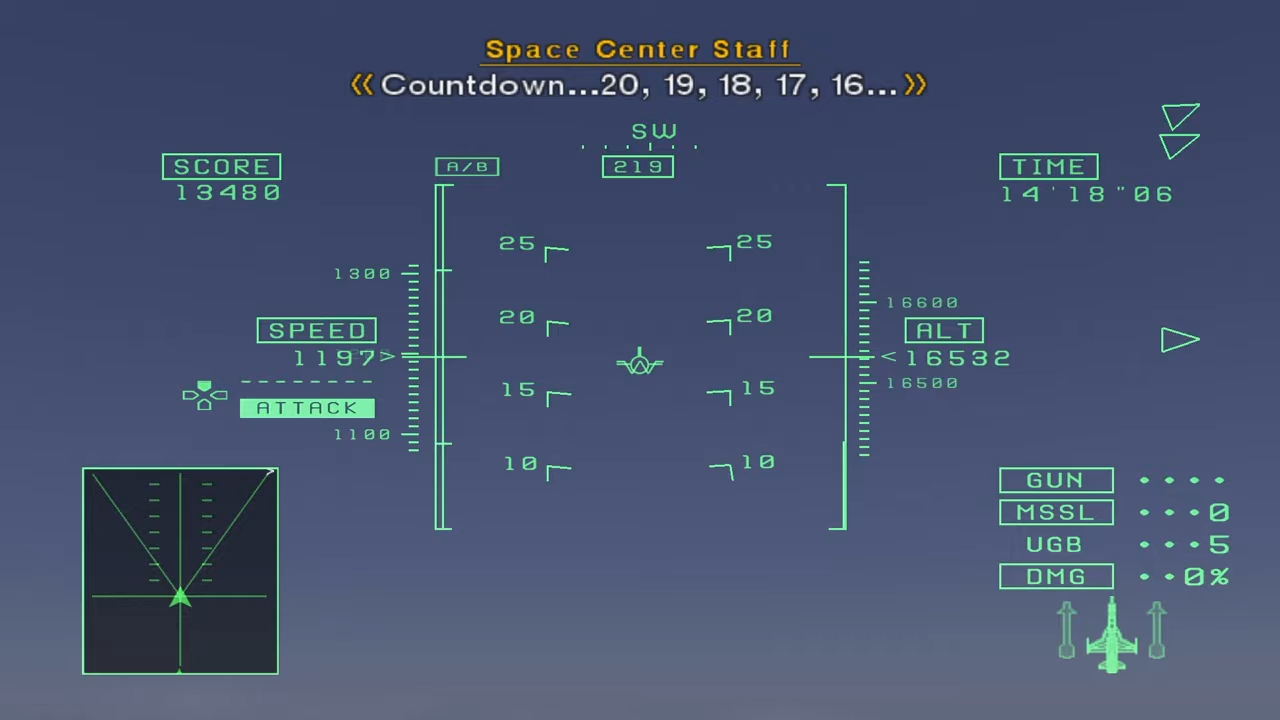 Space Center Staff
《Countdown...20, 19, 18, 17, 16...》
SW
SCORE
A/B
219
TIME
13480
14'18"06
25
25
1300
16600
20
20
SPEED
ALT
1197>
<16532
15
15
16500
ATTACK
1100
10
10
GUN
MSSL 0
UGB 5
DMG 0%